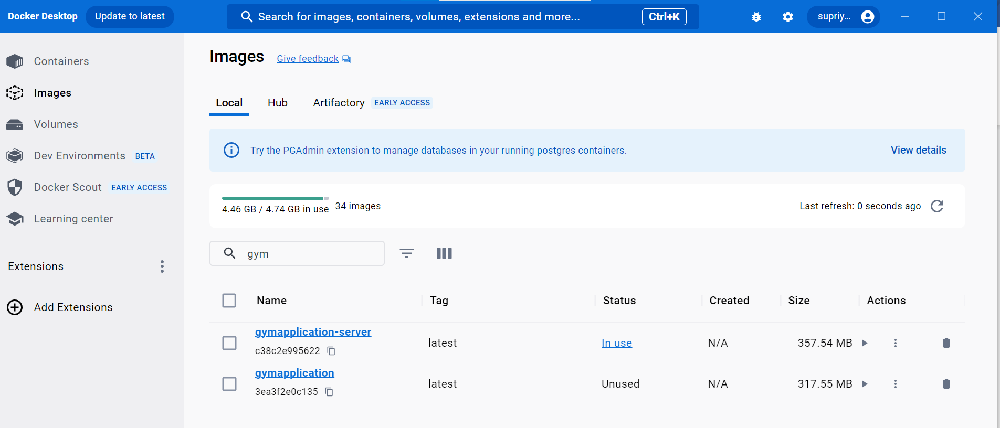 Docker Desktop Update to latest Search for images, containers, volumes, extensions and more... Ctrl+K supriy...
Containers
Images
Volumes
Dev Environments BETA
Docker Scout EARLY ACCESS
Learning center
Extensions
Add Extensions
Images Give feedback
Local Hub Artifactory EARLY ACCESS
Try the PGAdmin extension to manage databases in your running postgres containers. View details
4.46 GB / 4.74 GB in use 34 images Last refresh: 0 seconds ago
gym
Name Tag Status Created Size Actions
gymapplication-server
c38c2e995622
latest In use N/A 357.54 MB
gymapplication
3ea3f2e0c135
latest Unused N/A 317.55 MB